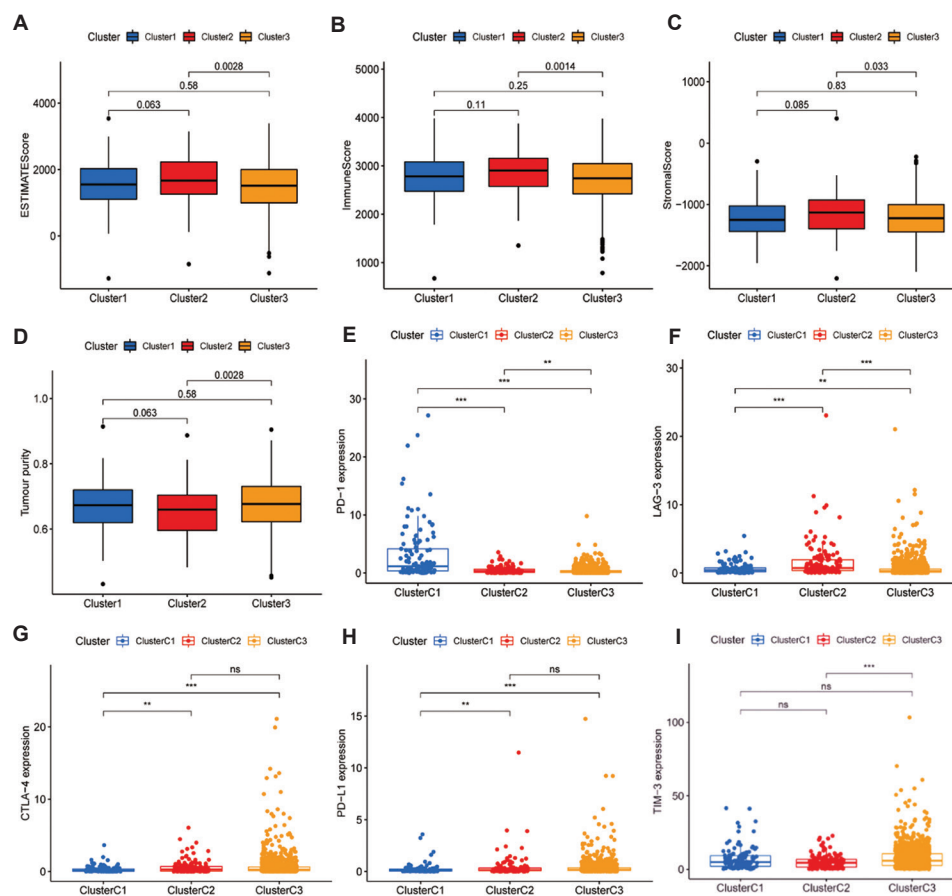 A
Cluster Cluster1 Cluster2 Cluster3
0.0028
0.58
0.063
4000
2000
0
ESTIMATEScore
Cluster1 Cluster2 Cluster3
B
Cluster Cluster1 Cluster2 Cluster3
0.0014
0.25
0.11
5000
4000
3000
2000
1000
ImmuneScore
Cluster1 Cluster2 Cluster3
C
Cluster Cluster1 Cluster2 Cluster3
0.033
0.83
0.085
1000
0
−1000
−2000
StromalScore
Cluster1 Cluster2 Cluster3
D
Cluster Cluster1 Cluster2 Cluster3
0.0028
0.58
0.063
1.0
0.8
0.6
Tumour purity
Cluster1 Cluster2 Cluster3
E
Cluster ClusterC1 ClusterC2 ClusterC3
**
***
***
30
20
10
0
PD−1 expression
ClusterC1 ClusterC2 ClusterC3
F
Cluster ClusterC1 ClusterC2 ClusterC3
***
**
***
30
20
10
0
LAG−3 expression
ClusterC1 ClusterC2 ClusterC3
G
Cluster ClusterC1 ClusterC2 ClusterC3
ns
***
**
20
10
0
CTLA−4 expression
ClusterC1 ClusterC2 ClusterC3
H
Cluster ClusterC1 ClusterC2 ClusterC3
ns
***
**
15
10
5
0
PD−L1 expression
ClusterC1 ClusterC2 ClusterC3
I
Cluster ClusterC1 ClusterC2 ClusterC3
***
ns
ns
100
50
0
TIM−3 expression
ClusterC1 ClusterC2 ClusterC3